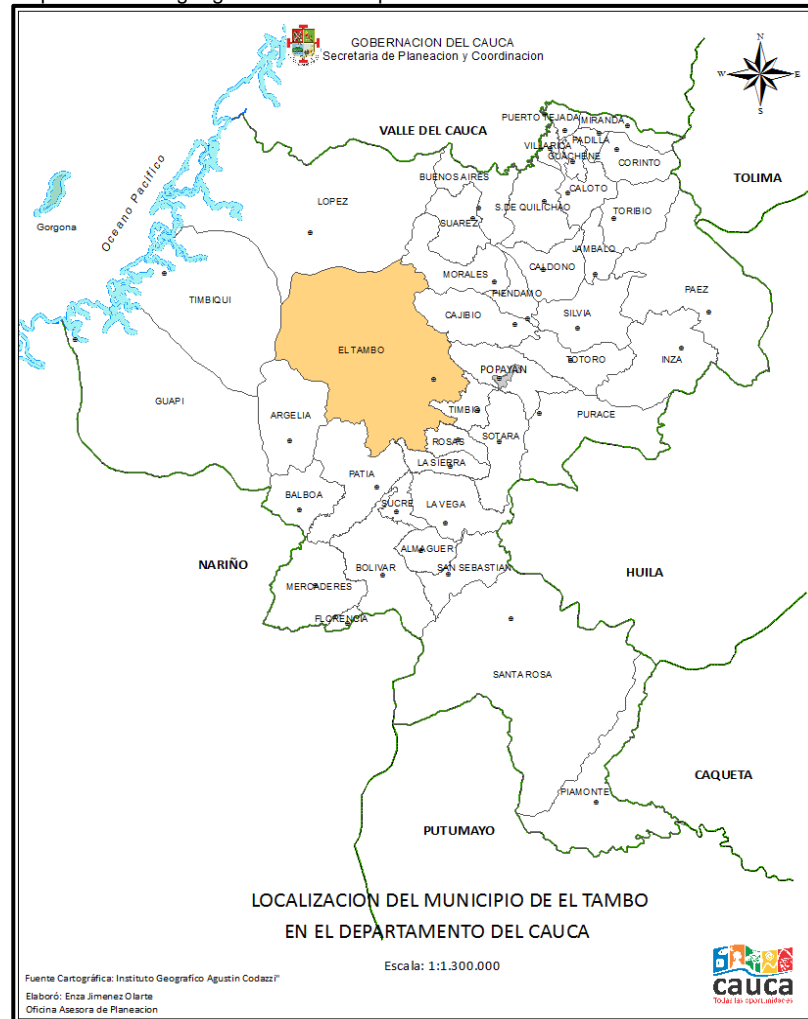 GOBERNACION DEL CAUCA
Secretaria de Planeacion y Coordinacion
N
W
E
S
PUERTO TEJADA
MIRANDA
VALLE DEL CAUCA
PADILLA
VILLARICA
GUACHENE
CORINTO
BUENOS AIRES
TOLIMA
CALOTO
LOPEZ
S.DE QUILICHAO
TORIBIO
SUAREZ
Gorgona
Oceano Pacifico
JAMBALO
CALDONO
MORALES
PAEZ
TIMBIQUI
PIENDAMO
CAJIBIO
SILVIA
EL TAMBO
TOTORO
INZA
POPAYAN
GUAPI
TIMBIO
ARGELIA
PURACE
ROSAS
SOTARA
LA SIERRA
PATIA
BALBOA
SUCRE
LA VEGA
NARIÑO
ALMAGUER
BOLIVAR
SAN SEBASTIAN
HUILA
MERCADERES
FLORENCIA
SANTA ROSA
CAQUETA
PIAMONTE
PUTUMAYO
LOCALIZACION DEL MUNICIPIO DE EL TAMBO
EN EL DEPARTAMENTO DEL CAUCA
Escala: 1:1.300.000
Fuente Cartográfica: Instituto Geografico Agustin Codazzi"
Elaboró: Enza Jimenez Olarte
Oficina Asesora de Planeacion
cauca
Todas las oportunidades